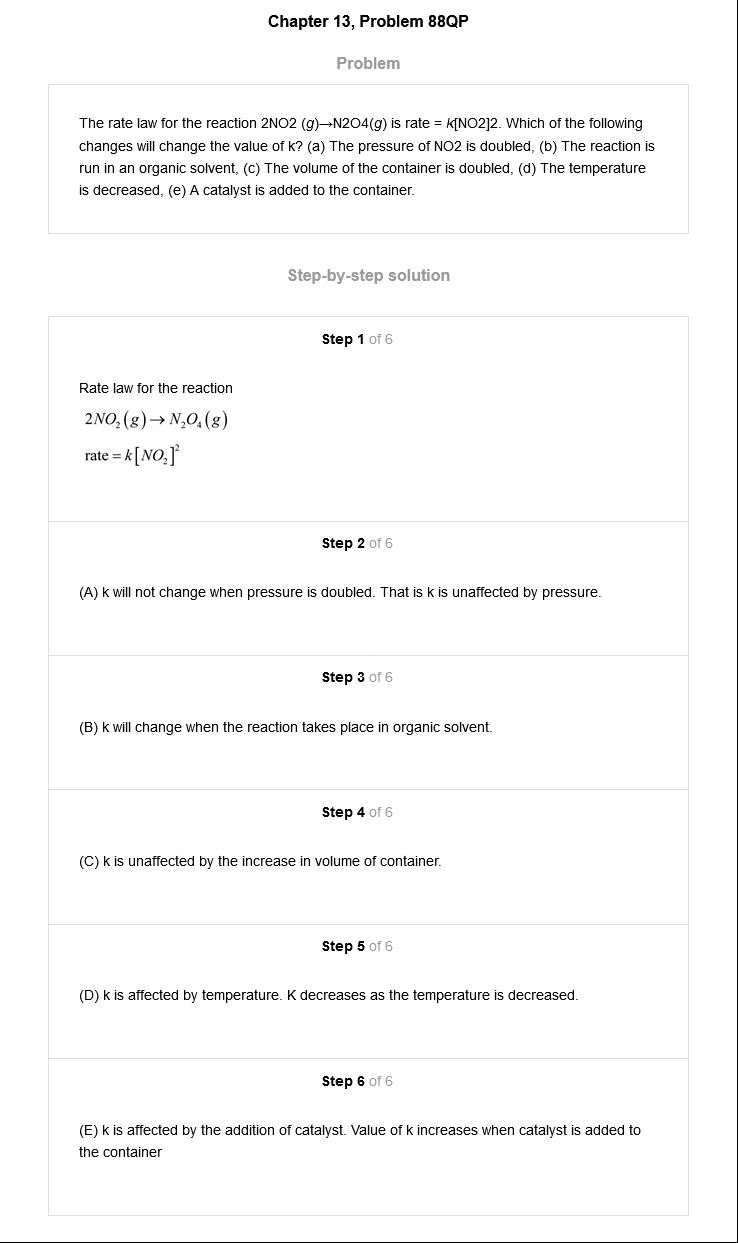 Chapter 13, Problem 88QP
Problem
The rate law for the reaction 2NO2 (g)→N2O4(g) is rate = k[NO2]2. Which of the following
changes will change the value of k? (a) The pressure of NO2 is doubled, (b) The reaction is
run in an organic solvent, (c) The volume of the container is doubled, (d) The temperature
is decreased, (e) A catalyst is added to the container.
Step-by-step solution
Step 1 of 6
Rate law for the reaction
2NO₂(g)→N₂O₄(g)
rate = k[NO₂]²
Step 2 of 6
(A) k will not change when pressure is doubled. That is k is unaffected by pressure.
Step 3 of 6
(B) k will change when the reaction takes place in organic solvent.
Step 4 of 6
(C) k is unaffected by the increase in volume of container.
Step 5 of 6
(D) k is affected by temperature. K decreases as the temperature is decreased.
Step 6 of 6
(E) k is affected by the addition of catalyst. Value of k increases when catalyst is added to
the container